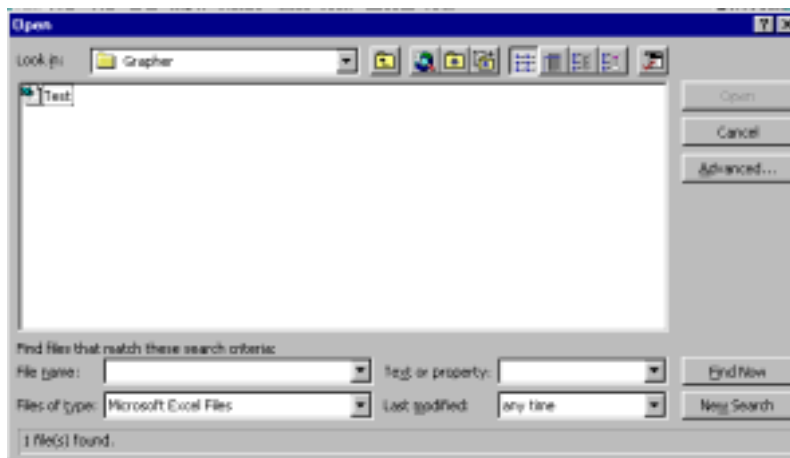 Open
Look in: Grapher
Test
Open
Cancel
Advanced...
Find files that match these search criteria:
File name: Text or property: Find Now
Files of type: Microsoft Excel Files Last modified: any time New Search
1 file(s) found.